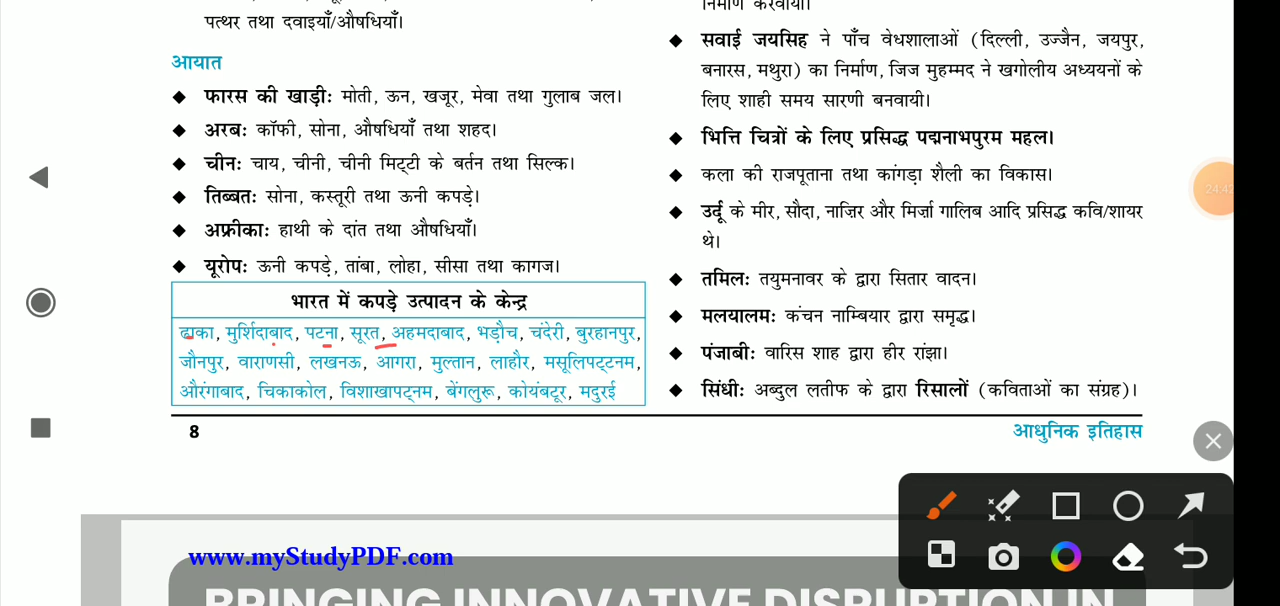 पत्थर तथा दवाइयाँ/औषधियाँ।
आयात
◆ फारस की खाड़ी: मोती, ऊन, खजूर, मेवा तथा गुलाब जल।
◆ अरब: कॉफी, सोना, औषधियाँ तथा शहद।
◆ चीन: चाय, चीनी, चीनी मिट्टी के बर्तन तथा सिल्क।
◆ तिब्बत: सोना, कस्तूरी तथा ऊनी कपड़े।
◆ अफ्रीका: हाथी के दांत तथा औषधियाँ।
◆ यूरोप: ऊनी कपड़े, तांबा, लोहा, सीसा तथा कागज।
भारत में कपड़े उत्पादन के केन्द्र
ढाका, मुर्शिदाबाद, पटना, सूरत, अहमदाबाद, भड़ौच, चंदेरी, बुरहानपुर,
जौनपुर, वाराणसी, लखनऊ, आगरा, मुल्तान, लाहौर, मसूलिपट्टनम,
औरंगाबाद, चिकाकोल, विशाखापट्नम, बेंगलुरू, कोयंबटूर, मदुरई
निर्माण करवाया।
◆ सवाई जयसिह ने पाँच वेधशालाओं (दिल्ली, उज्जैन, जयपुर,
बनारस, मथुरा) का निर्माण, जिज मुहम्मद ने खगोलीय अध्ययनों के
लिए शाही समय सारणी बनवायी।
◆ भित्ति चित्रों के लिए प्रसिद्ध पद्मनाभपुरम महल।
◆ कला की राजपूताना तथा कांगड़ा शैली का विकास।
◆ उर्दू के मीर, सौदा, नाज़िर और मिर्ज़ा गालिब आदि प्रसिद्ध कवि/शायर
थे।
◆ तमिल: तयुमनावर के द्वारा सितार वादन।
◆ मलयालम: कंचन नाम्बियार द्वारा समृद्ध।
◆ पंजाबी: वारिस शाह द्वारा हीर रांझा।
◆ सिंधी: अब्दुल लतीफ के द्वारा रिसालों (कविताओं का संग्रह)।
8
आधुनिक इतिहास
24:42
www.myStudyPDF.com
BRINGING INNOVATIVE DISRUPTION IN